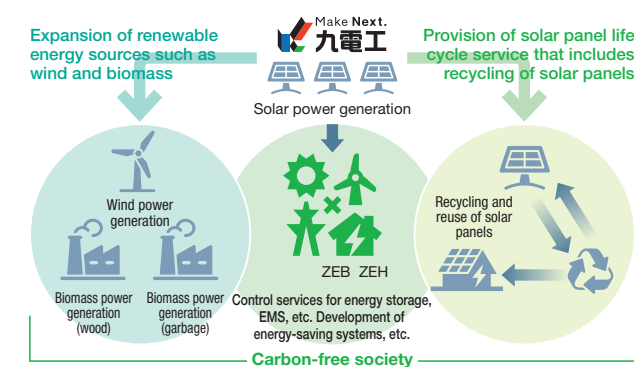 Expansion of renewable
energy sources such as
wind and biomass
Make Next.
九電工
Solar power generation
Provision of solar panel life
cycle service that includes
recycling of solar panels
Wind power
generation
Biomass power
generation
(wood)
Biomass power
generation
(garbage)
ZEB ZEH
Control services for energy storage,
EMS, etc. Development of
energy-saving systems, etc.
Recycling and
reuse of solar
panels
Carbon-free society